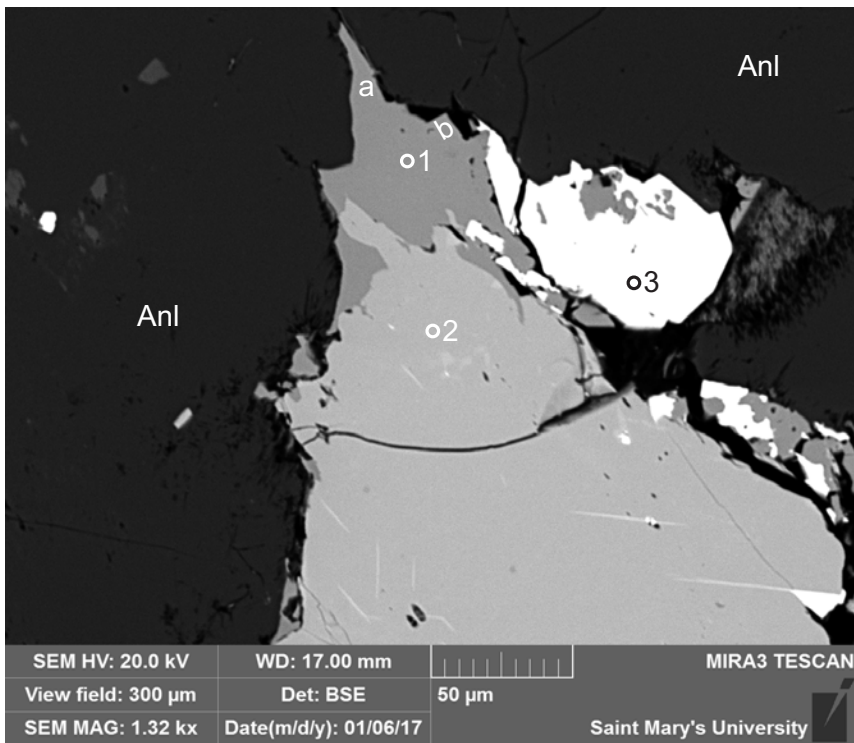 Anl
a
b
1
3
Anl
2
SEM HV: 20.0 kV
WD: 17.00 mm
MIRA3 TESCAN
View field: 300 µm
Det: BSE
50 µm
SEM MAG: 1.32 kx
Date(m/d/y): 01/06/17
Saint Mary's University